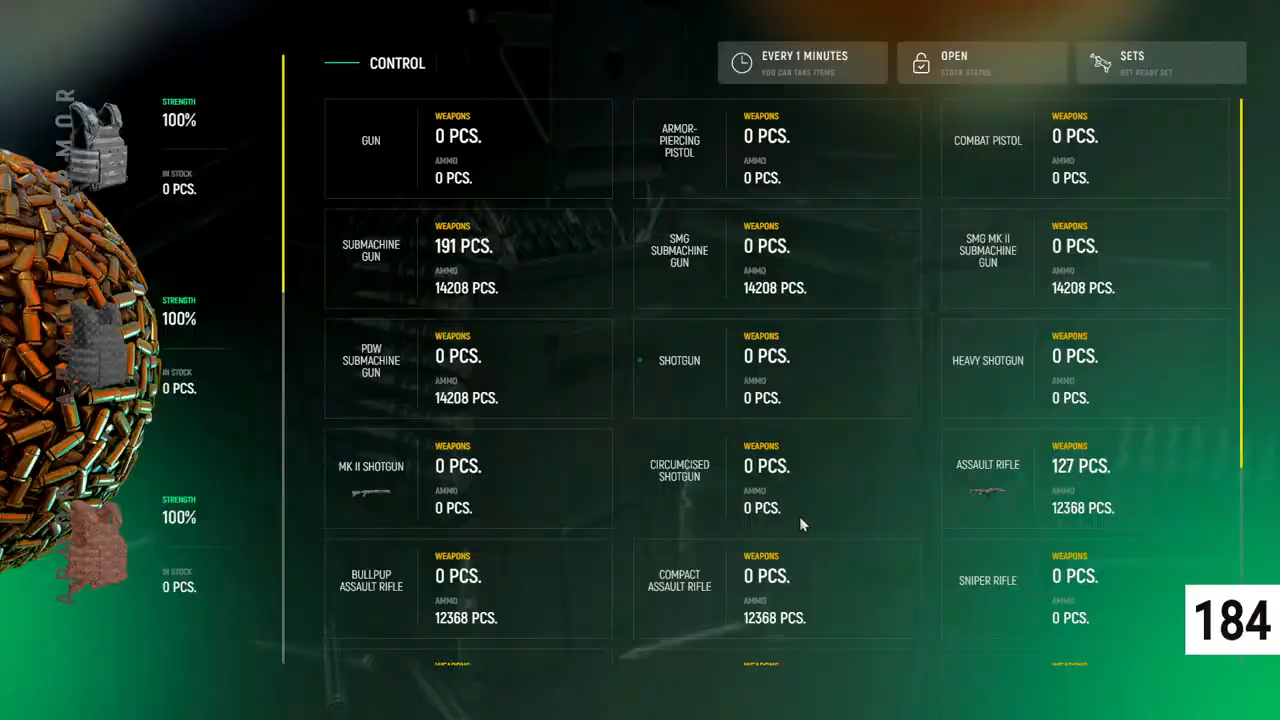 CONTROL
EVERY 1 MINUTES
YOU CAN TAKE ITEMS
OPEN
STOCK STATUS
SETS
GET READY SET
ARMOR
STRENGTH
100%
IN STOCK
0 PCS.
STRENGTH
100%
IN STOCK
0 PCS.
STRENGTH
100%
IN STOCK
0 PCS.
GUN
WEAPONS
0 PCS.
AMMO
0 PCS.
ARMOR-
PIERCING
PISTOL
WEAPONS
0 PCS.
AMMO
0 PCS.
COMBAT PISTOL
WEAPONS
0 PCS.
AMMO
0 PCS.
SUBMACHINE
GUN
WEAPONS
191 PCS.
AMMO
14208 PCS.
SMG
SUBMACHINE
GUN
WEAPONS
0 PCS.
AMMO
14208 PCS.
SMG MK II
SUBMACHINE
GUN
WEAPONS
0 PCS.
AMMO
14208 PCS.
PDW
SUBMACHINE
GUN
WEAPONS
0 PCS.
AMMO
14208 PCS.
SHOTGUN
WEAPONS
0 PCS.
AMMO
0 PCS.
HEAVY SHOTGUN
WEAPONS
0 PCS.
AMMO
0 PCS.
MK II SHOTGUN
WEAPONS
0 PCS.
AMMO
0 PCS.
CIRCUMCISED
SHOTGUN
WEAPONS
0 PCS.
AMMO
0 PCS.
ASSAULT RIFLE
WEAPONS
127 PCS.
AMMO
12368 PCS.
BULLPUP
ASSAULT RIFLE
WEAPONS
0 PCS.
AMMO
12368 PCS.
COMPACT
ASSAULT RIFLE
WEAPONS
0 PCS.
AMMO
12368 PCS.
SNIPER RIFLE
WEAPONS
0 PCS.
AMMO
0 PCS.
184